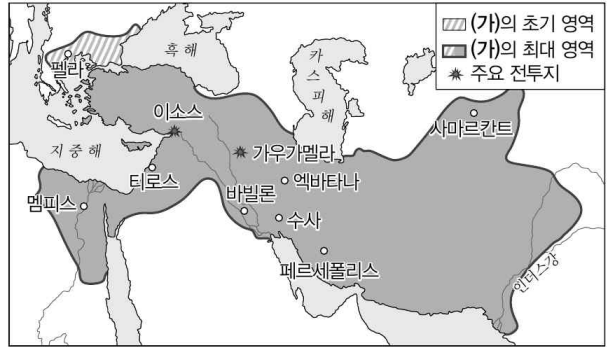 (가)의 초기 영역
(가)의 최대 영역
주요 전투지
흑해
카스피해
펠라
이소스
사마르칸트
지중해
가우가멜라
티로스
엑바타나
멤피스
바빌론
수사
페르세폴리스
인더스강